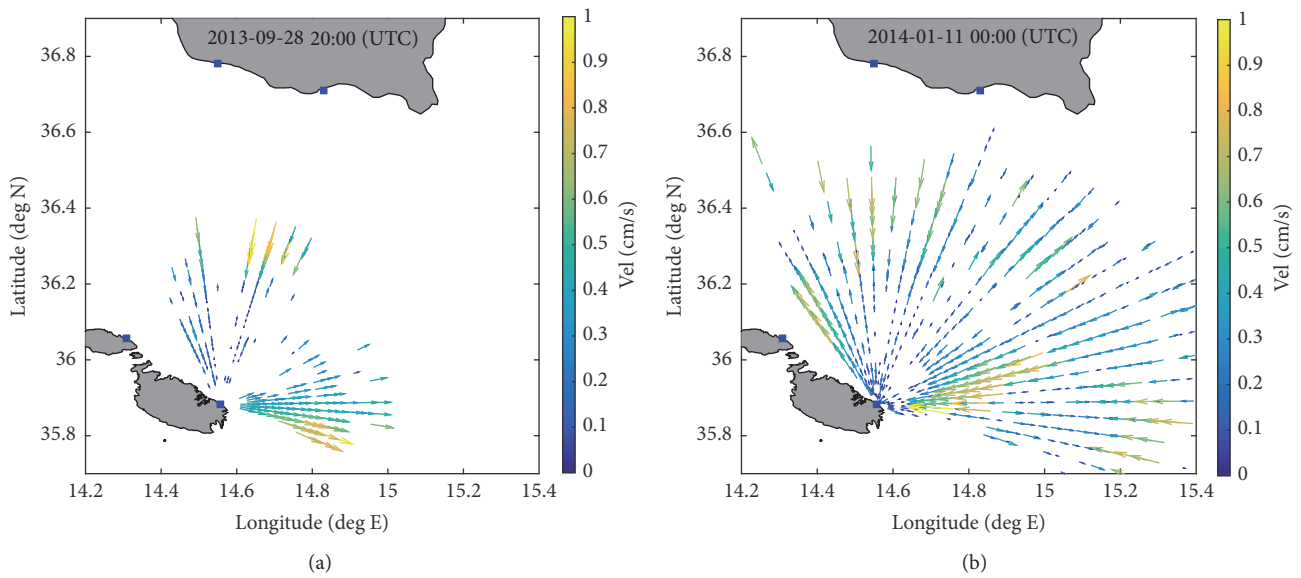 2013-09-28 20:00 (UTC)
36.8
36.6
36.4
36.2
36
35.8
Latitude (deg N)
14.2 14.4 14.6 14.8 15 15.2 15.4
Longitude (deg E)
1
0.9
0.8
0.7
0.6
0.5
0.4
0.3
0.2
0.1
0
Vel (cm/s)
(a)
2014-01-11 00:00 (UTC)
36.8
36.6
36.4
36.2
36
35.8
Latitude (deg N)
14.2 14.4 14.6 14.8 15 15.2 15.4
Longitude (deg E)
1
0.9
0.8
0.7
0.6
0.5
0.4
0.3
0.2
0.1
0
Vel (cm/s)
(b)